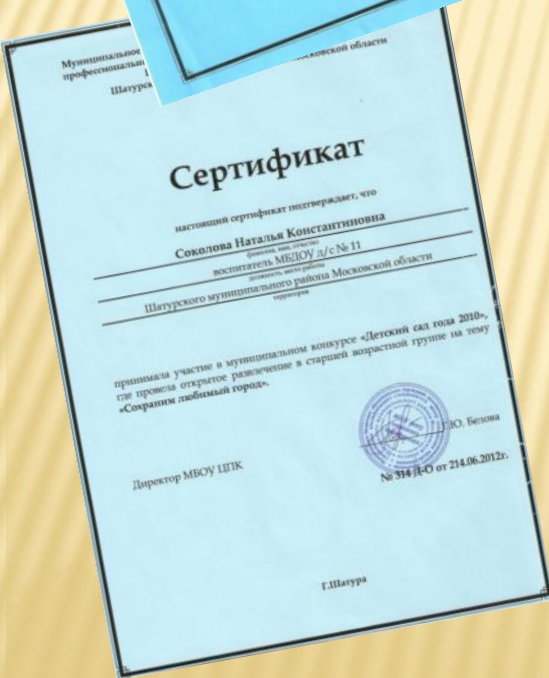 Муниципальное
московской области
профессиональн
Шатурск
Сертификат
настоящий сертификат подтверждает, что
Соколова Наталья Константиновна
фамилия, имя, отчество
воспитатель МБДОУ д/с № 11
должность, место работы
Шатурского муниципального района Московской области
территория
принимала участие в муниципальном конкурсе «Детский сад года 2010»,
где провела открытое развлечение в старшей возрастной группе на тему
«Сохраним любимый город».
Директор МБОУ ЦПК
Ю. Белова
№ 314 Д-О от 214.06.2012г.
Г.Шатура